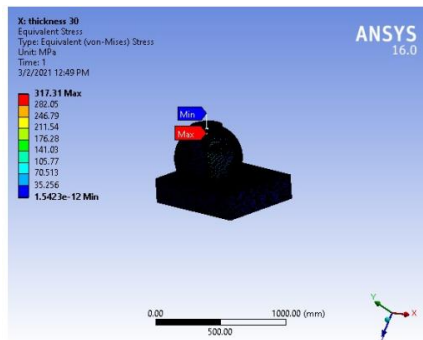 X: thickness 30
Equivalent Stress
Type: Equivalent (von-Mises) Stress
Unit: MPa
Time: 1
3/2/2021 12:49 PM
ANSYS
16.0
317.31 Max
282.05
246.79
211.54
176.28
141.03
105.77
70.513
35.256
1.5423e-12 Min
Min
Max
0.00
1000.00 (mm)
500.00
Y
X